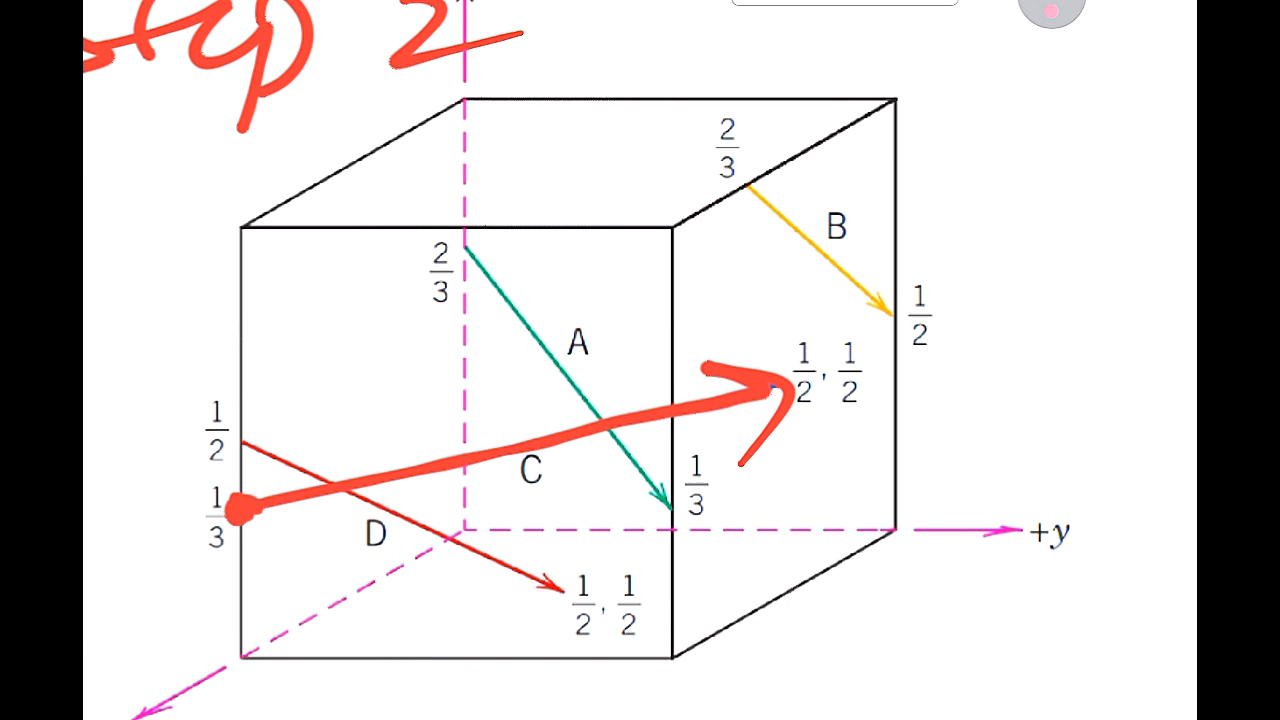 step 2
2/3
B
1/2
2/3
A
1/2, 1/2
1/2
C
1/3
1/3
D
+y
1/2, 1/2